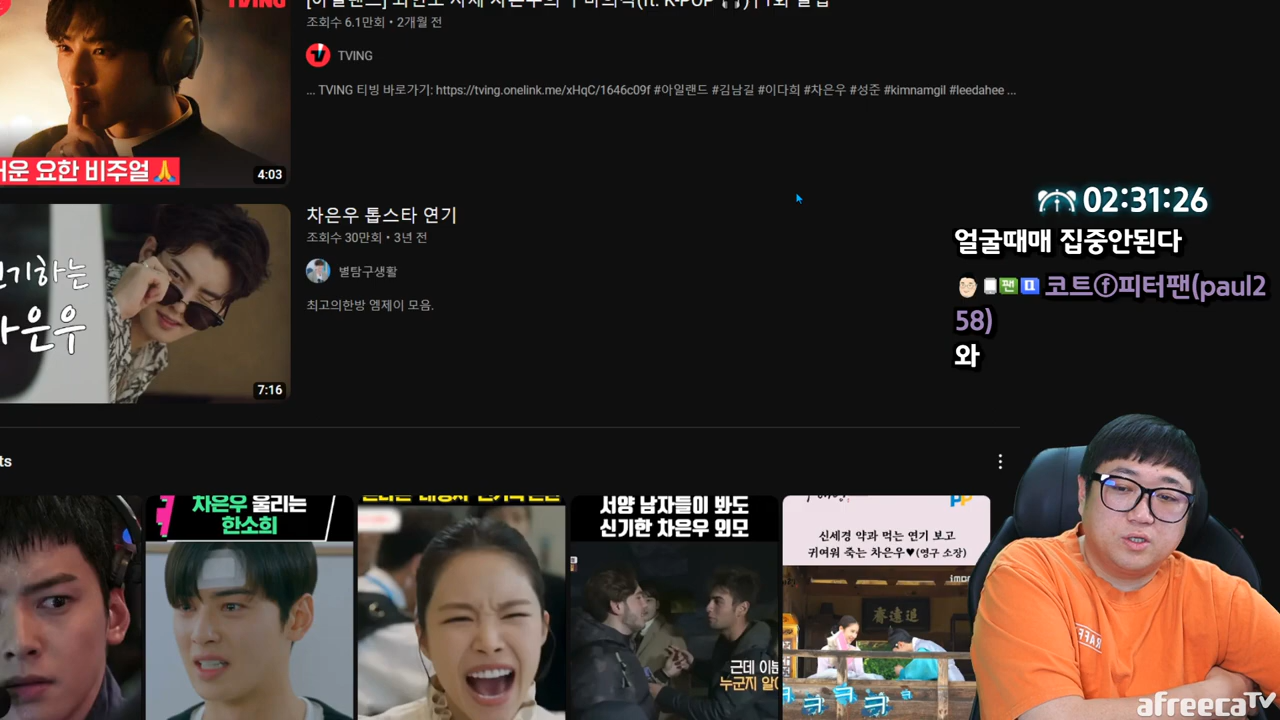 TVING
조회수 6.1만회 • 2개월 전
TVING
... TVING 티빙 바로가기: https://tving.onelink.me/xHqC/1646c09f #아일랜드 #김남길 #이다희 #차은우 #성준 #kimnamgil #leedahee ...
요한 비주얼🙏
4:03
차은우 톱스타 연기
조회수 30만회 • 3년 전
별탐구생활
최고의한방 엠제이 모음.
하는
은우
7:16
02:31:26
얼굴때매 집중안된다
팬 코트ⓕ피터팬(paul2
58)
와
ts
차은우 울리는
한소희
서양 남자들이 봐도
신기한 차은우 외모
근데 이분
누군지 알
신세경 약과 먹는 연기 보고
귀여워 죽는 차은우♥(영구 소장)
ㅋㅋㅋㅋ
afreecaTV